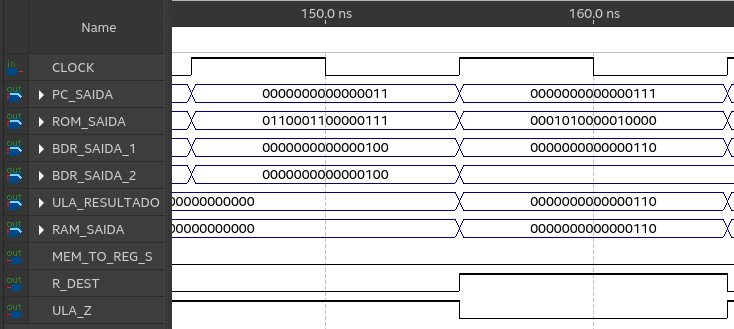 150.0 ns 160.0 ns
Name
in CLOCK
out PC_SAIDA 0000000000000011 0000000000000111
out ROM_SAIDA 0110001100000111 0001010000010000
out BDR_SAIDA_1 0000000000000100 0000000000000110
out BDR_SAIDA_2 0000000000000100
out ULA_RESULTADO 00000000000 0000000000000110
out RAM_SAIDA 00000000000 0000000000000110
out MEM_TO_REG_S
out R_DEST
out ULA_Z